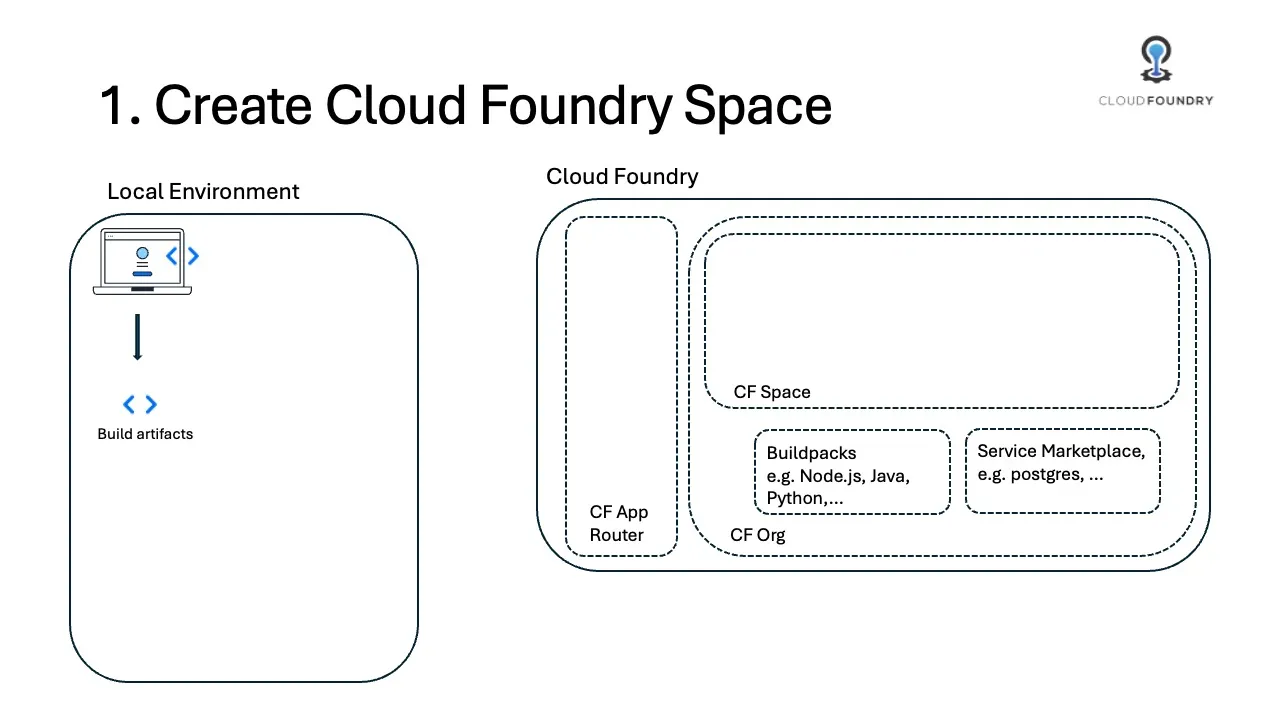 CLOUDFOUNDRY
1. Create Cloud Foundry Space
Local Environment
Cloud Foundry
Build artifacts
CF Space
Buildpacks
e.g. Node.js, Java,
Python,...
Service Marketplace,
e.g. postgres, ...
CF App
Router
CF Org